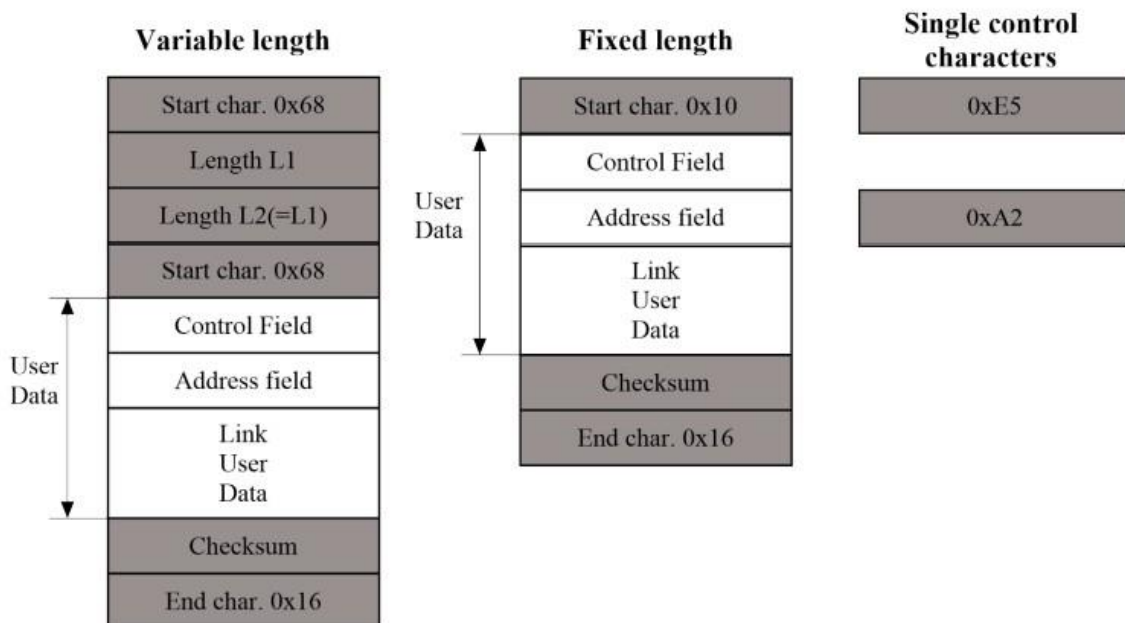 Variable length
Start char. 0x68
Length L1
Length L2(=L1)
Start char. 0x68
User
Data
Control Field
Address field
Link
User
Data
Checksum
End char. 0x16
Fixed length
Start char. 0x10
User
Data
Control Field
Address field
Link
User
Data
Checksum
End char. 0x16
Single control
characters
0xE5
0xA2